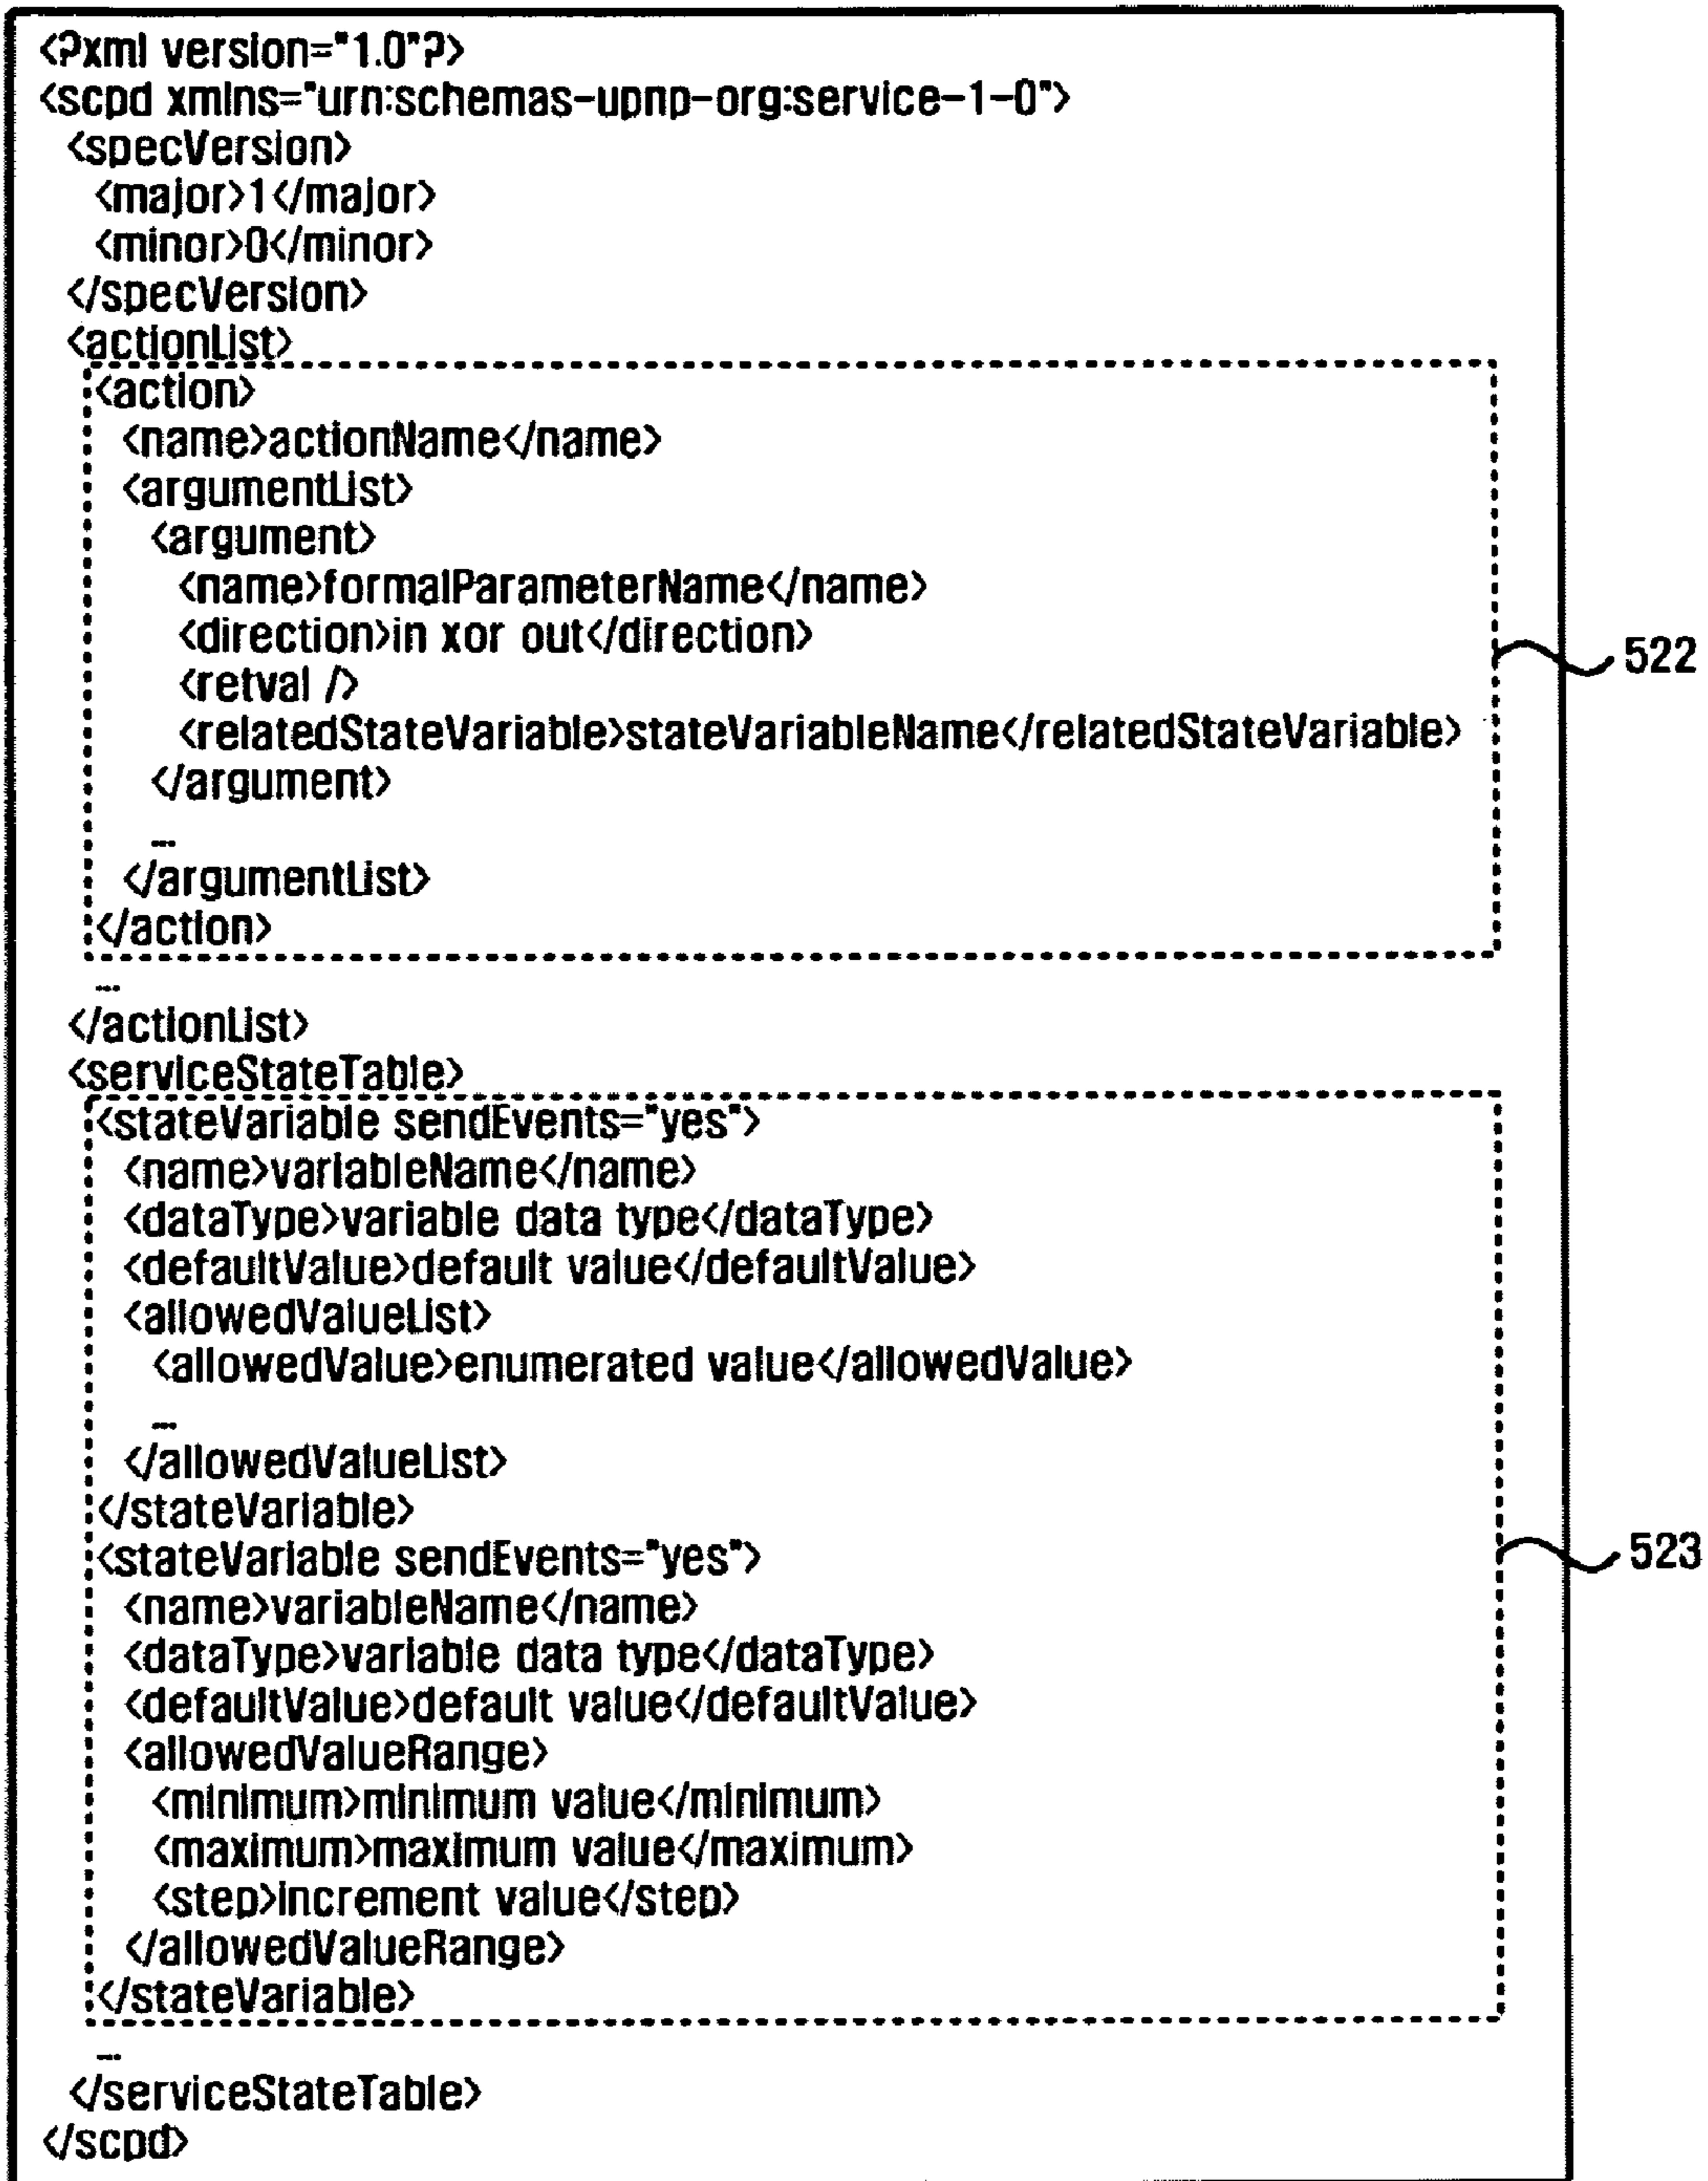 <?xml version="1.0"?>
<scpd xmlns="urn:schemas-upnp-org:service-1-0">
<specVersion>
<major>1</major>
<minor>0</minor>
</specVersion>
<actionList>
<action>
<name>actionName</name>
<argumentList>
<argument>
<name>formalParameterName</name>
<direction>in xor out</direction>
<retval />
<relatedStateVariable>stateVariableName</relatedStateVariable>
522
</argument>
...
</argumentList>
</action>
...
</actionList>
<serviceStateTable>
<stateVariable sendEvents="yes">
<name>variableName</name>
<dataType>variable data type</dataType>
<defaultValue>default value</defaultValue>
<allowedValueList>
<allowedValue>enumerated value</allowedValue>
...
</allowedValueList>
</stateVariable>
<stateVariable sendEvents="yes">
523
<name>variableName</name>
<dataType>variable data type</dataType>
<defaultValue>default value</defaultValue>
<allowedValueRange>
<minimum>minimum value</minimum>
<maximum>maximum value</maximum>
<step>increment value</step>
</allowedValueRange>
</stateVariable>
...
</serviceStateTable>
</scpd>